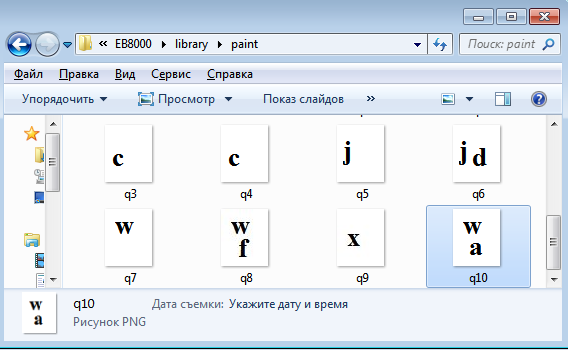 « EB8000 ▸ library ▸ paint
Поиск: paint
Файл Правка Вид Сервис Справка
Упорядочить Просмотр Показ слайдов »
c c j j d
q3 q4 q5 q6
w w f x w a
q7 q8 q9 q10
w a
q10 Дата съемки: Укажите дату и время
Рисунок PNG